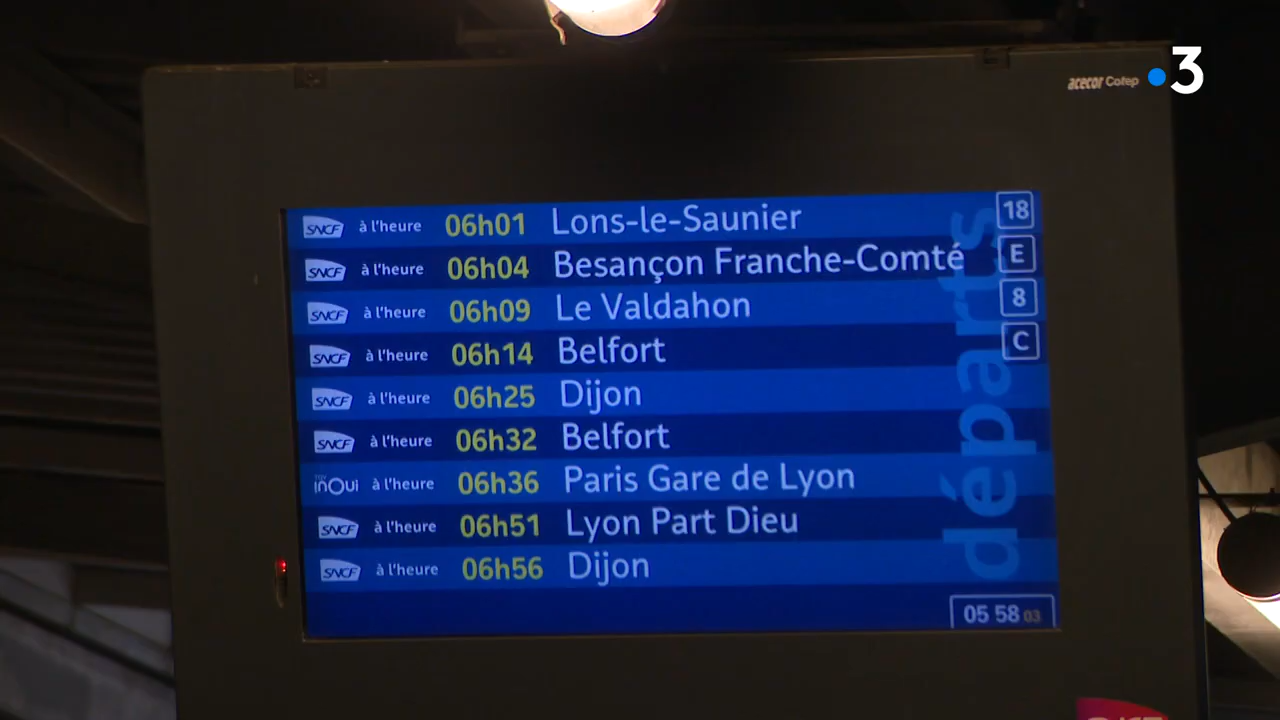 acecor Cotep
3
SNCF à l'heure 06h01 Lons-le-Saunier 18
SNCF à l'heure 06h04 Besançon Franche-Comté E
SNCF à l'heure 06h09 Le Valdahon 8
SNCF à l'heure 06h14 Belfort C
SNCF à l'heure 06h25 Dijon
SNCF à l'heure 06h32 Belfort
inOui à l'heure 06h36 Paris Gare de Lyon
SNCF à l'heure 06h51 Lyon Part Dieu
SNCF à l'heure 06h56 Dijon
départs
05 58 03